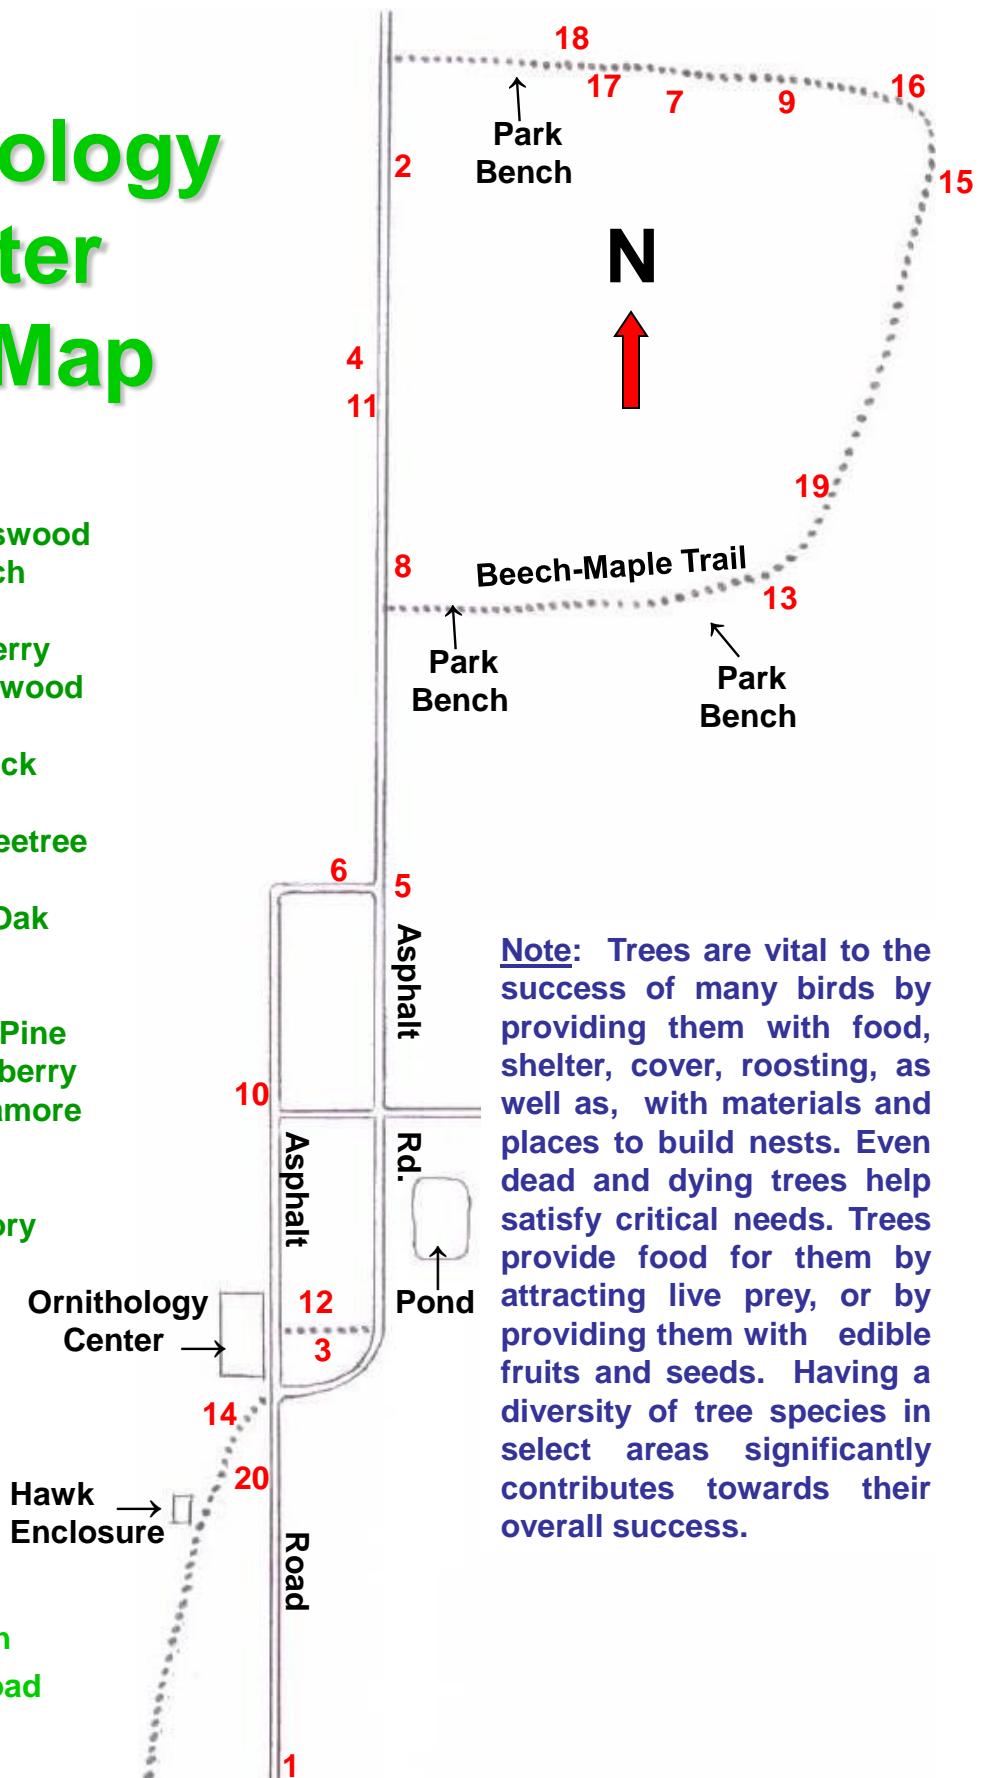 ology
ter
Map
swood
ch
erry
wood
ck
eetree
Oak
Pine
berry
amore
ory
n
oad
18
17
7
9
16
15
Park
Bench
2
N
4
11
19
8
Beech-Maple Trail
13
Park
Bench
Park
Bench
6
5
Asphalt
Rd.
10
Asphalt
Pond
12
3
Ornithology
Center
14
20
Hawk
Enclosure
Road
1
Note: Trees are vital to the
success of many birds by
providing them with food,
shelter, cover, roosting, as
well as, with materials and
places to build nests. Even
dead and dying trees help
satisfy critical needs. Trees
provide food for them by
attracting live prey, or by
providing them with edible
fruits and seeds. Having a
diversity of tree species in
select areas significantly
contributes towards their
overall success.